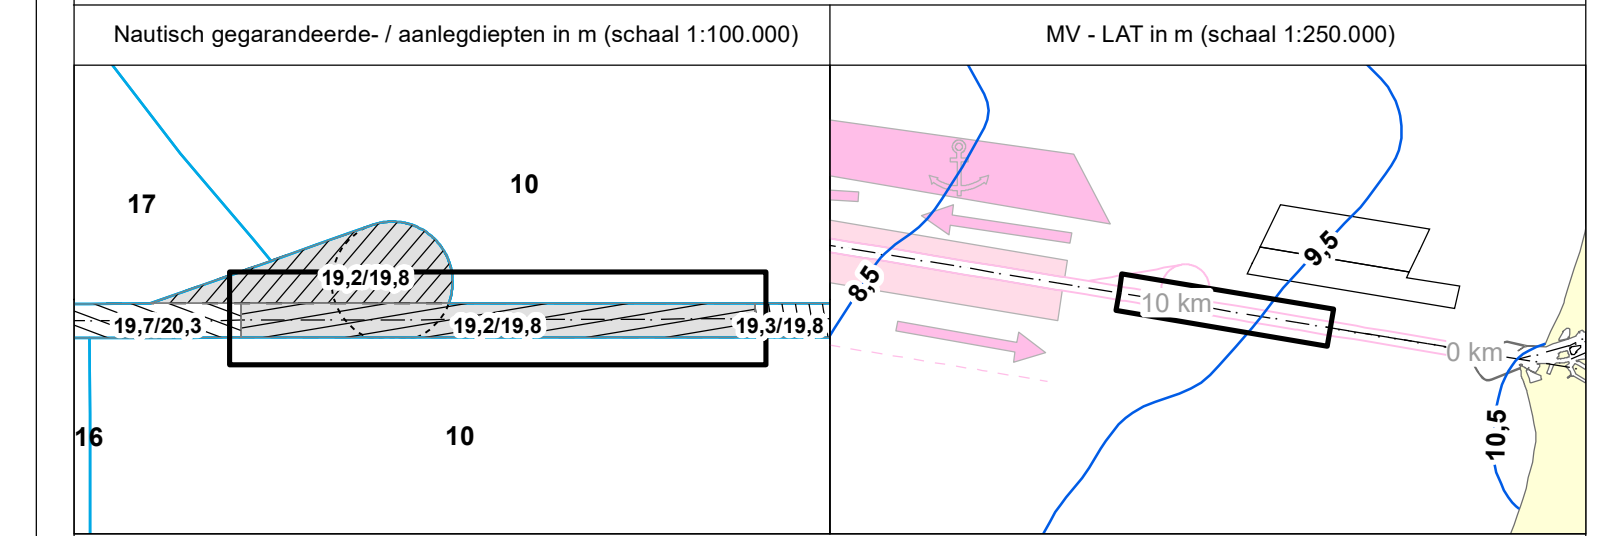 Nautisch gegarandeerde- / aanlegdiepten in m (schaal 1:100.000)
MV - LAT in m (schaal 1:250.000)
17
10
19,2/19,8
19,7/20,3
19,2/19,8
19,3/19,8
16
10
8,5
9,5
10 km
0 km
10,5